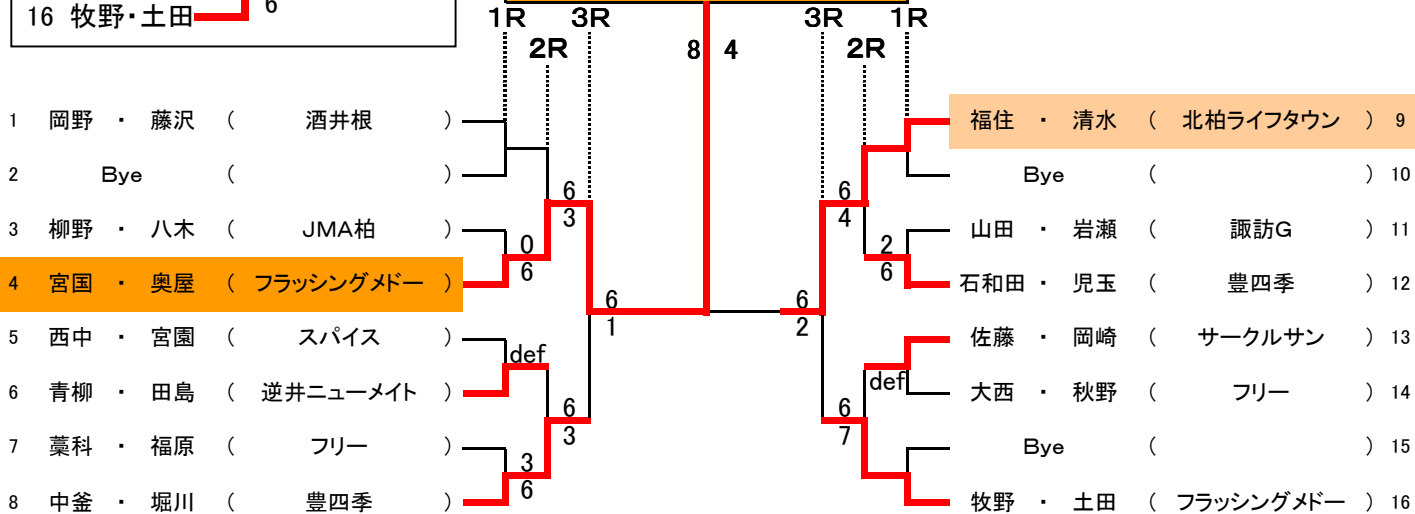 16 牧野・土田 6
1R 3R 3R 1R
2R 8 4 2R
1 岡野 ・ 藤沢 ( 酒井根 )
2 Bye ( )
3 柳野 ・ 八木 ( JMA柏 )
4 宮国 ・ 奥屋 ( フラッシングメドー )
5 西中 ・ 宮園 ( スパイス )
6 青柳 ・ 田島 ( 逆井ニューメイト )
7 藁科 ・ 福原 ( フリー )
8 中釜 ・ 堀川 ( 豊四季 )
0
6
def
3
6
6
3
6
3
6
1
6
2
6
4
6
7
2
6
def
福住 ・ 清水 ( 北柏ライフタウン ) 9
Bye ( ) 10
山田 ・ 岩瀬 ( 諏訪G ) 11
石和田 ・ 児玉 ( 豊四季 ) 12
佐藤 ・ 岡崎 ( サークルサン ) 13
大西 ・ 秋野 ( フリー ) 14
Bye ( ) 15
牧野 ・ 土田 ( フラッシングメドー ) 16